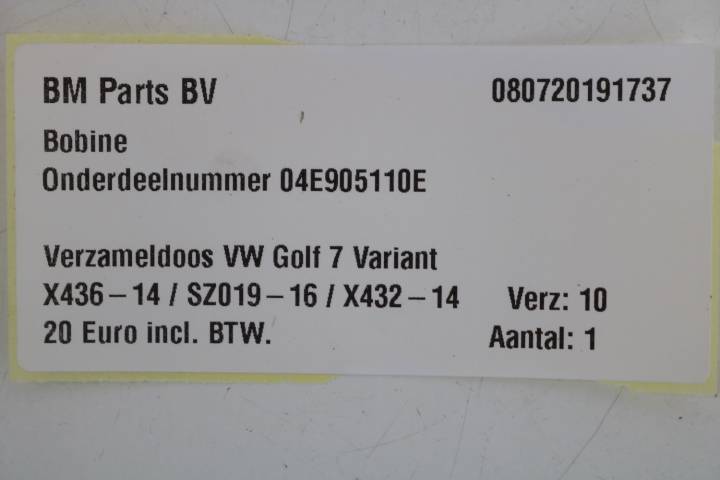 BM Parts BV 080720191737
Bobine
Onderdeelnummer 04E905110E
Verzameldoos VW Golf 7 Variant
X436-14 / SZ019-16 / X432-14 Verz: 10
20 Euro incl. BTW. Aantal: 1